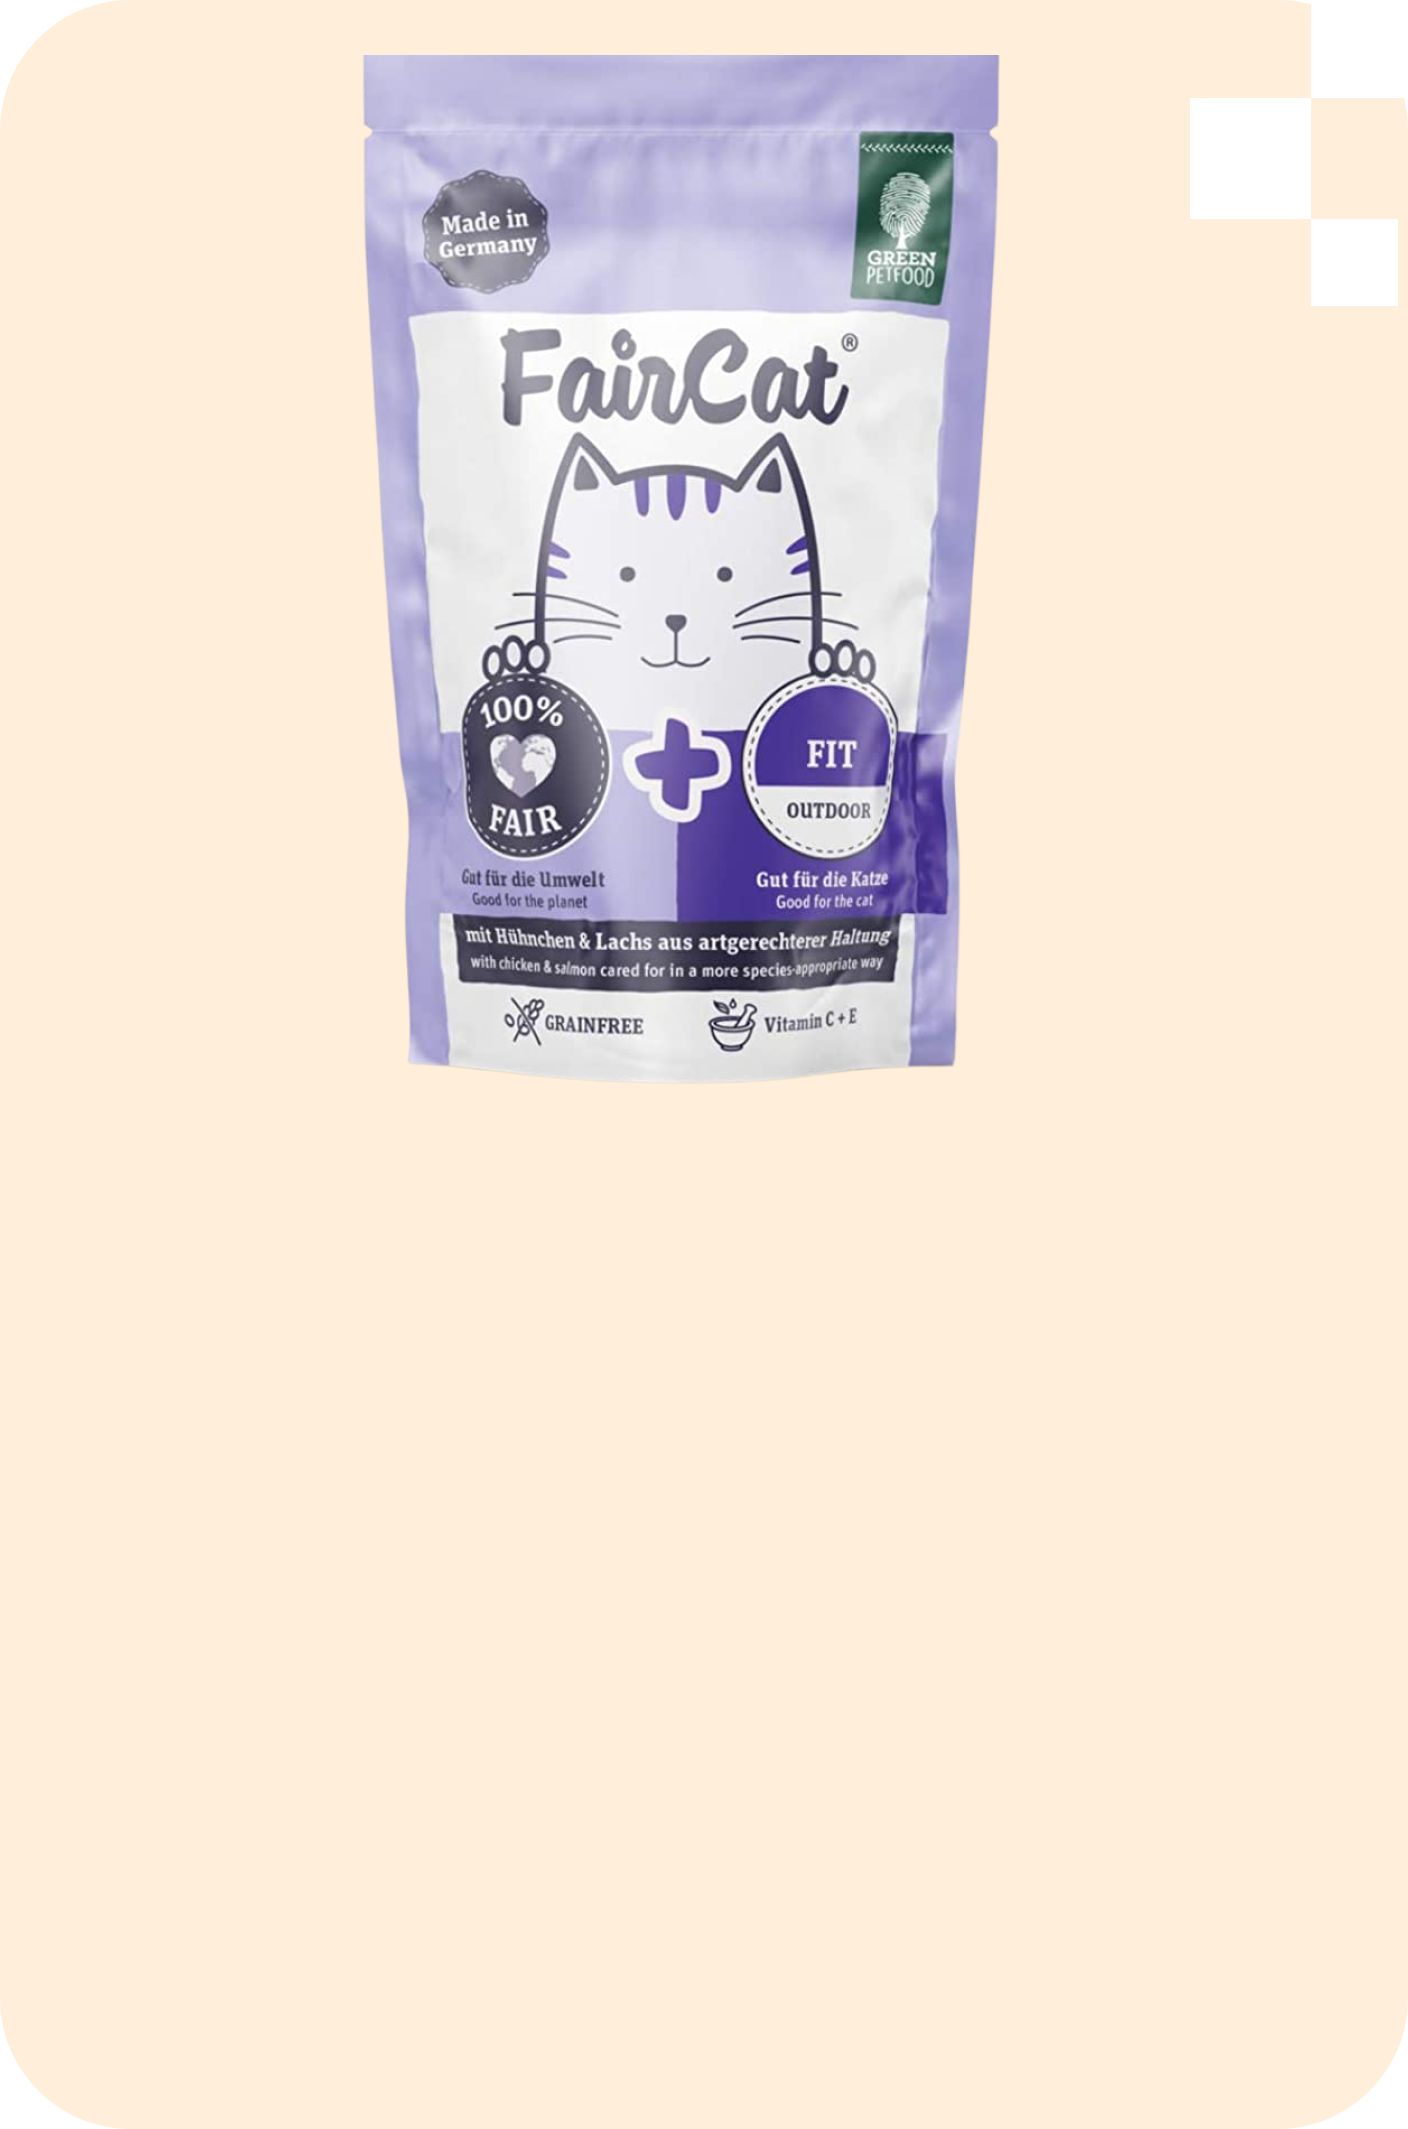 Made in
Germany
GREEN
PETFOOD
FairCat®
100%
FAIR
FIT
OUTDOOR
Gut für die Umwelt
Good for the planet
Gut für die Katze
Good for the cat
mit Hühnchen & Lachs aus artgerechterer Haltung
with chicken & salmon cared for in a more species-appropriate way
GRAINFREE
Vitamin C + E